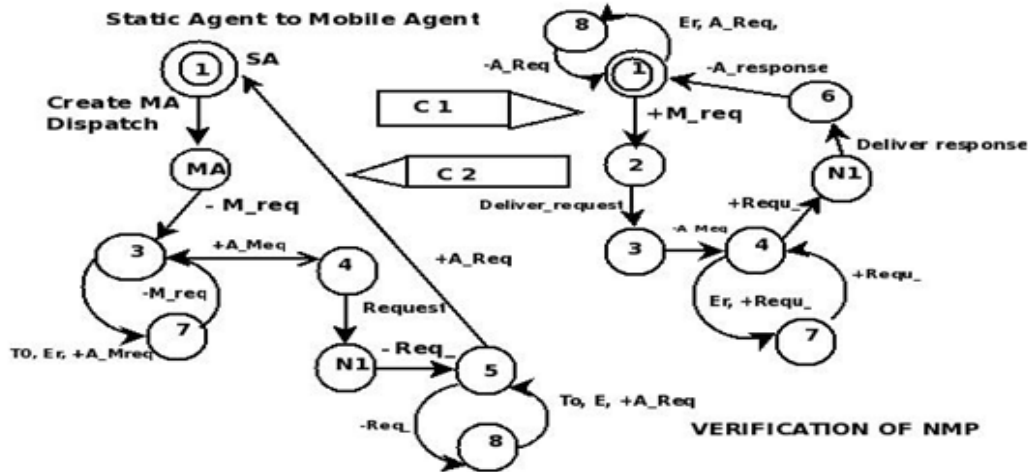 Static Agent to Mobile Agent
1
SA
Create MA
Dispatch
MA
- M_req
3
+A_Meq
4
-M_req
7
T0, Er, +A_Mreq
Request
N1
- Req_
5
+A_Req
-Req_
8
To, E, +A_Req
C 1
C 2
8
Er, A_Req,
-A_Req
1
-A_response
6
+M_req
Deliver response
2
N1
Deliver_request
+Requ_
3
-A_Meq
4
+Requ_
Er, +Requ_
7
VERIFICATION OF NMP